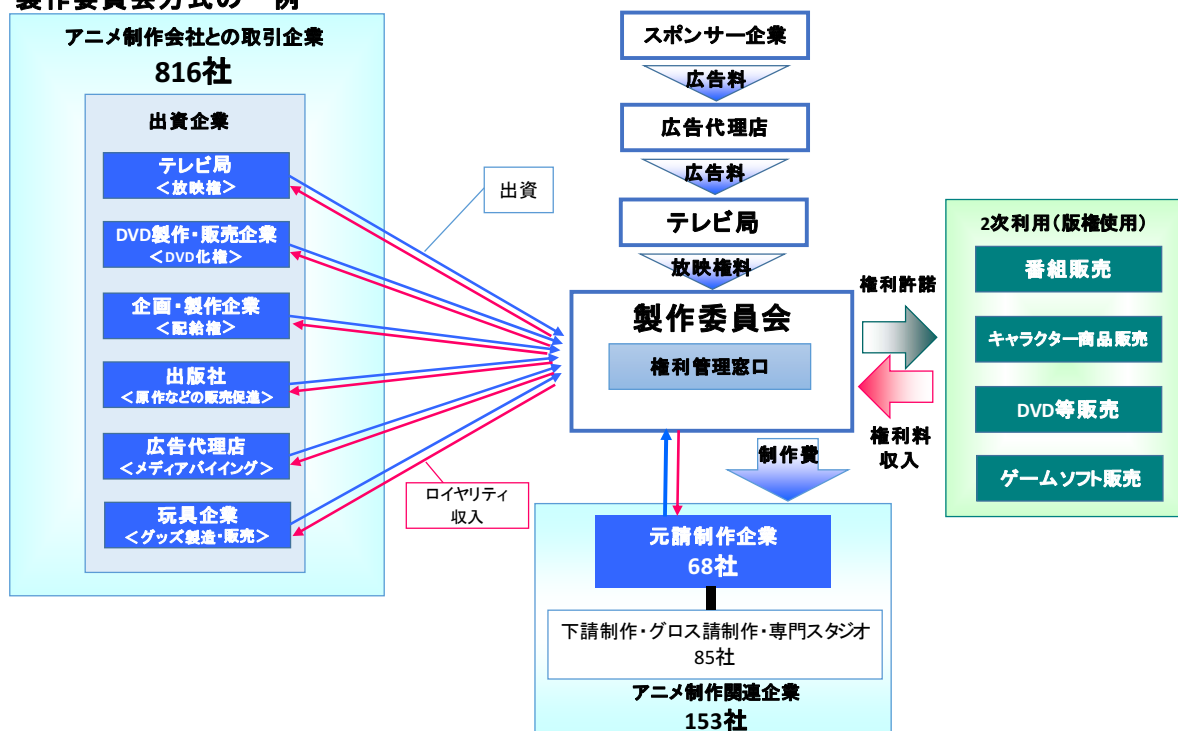 製作委員会方式の一例
アニメ制作会社との取引企業
816社
出資企業
テレビ局
＜放映権＞
DVD製作・販売企業
＜DVD化権＞
企画・製作企業
＜配給権＞
出版社
＜原作などの販売促進＞
広告代理店
＜メディアバイイング＞
玩具企業
＜グッズ製造・販売＞
出資
ロイヤリティ
収入
スポンサー企業
広告料
広告代理店
広告料
テレビ局
放映権料
製作委員会
権利管理窓口
権利許諾
権利料
収入
制作費
元請制作企業
68社
下請制作・グロス請制作・専門スタジオ
85社
アニメ制作関連企業
153社
2次利用（版権使用）
番組販売
キャラクター商品販売
DVD等販売
ゲームソフト販売